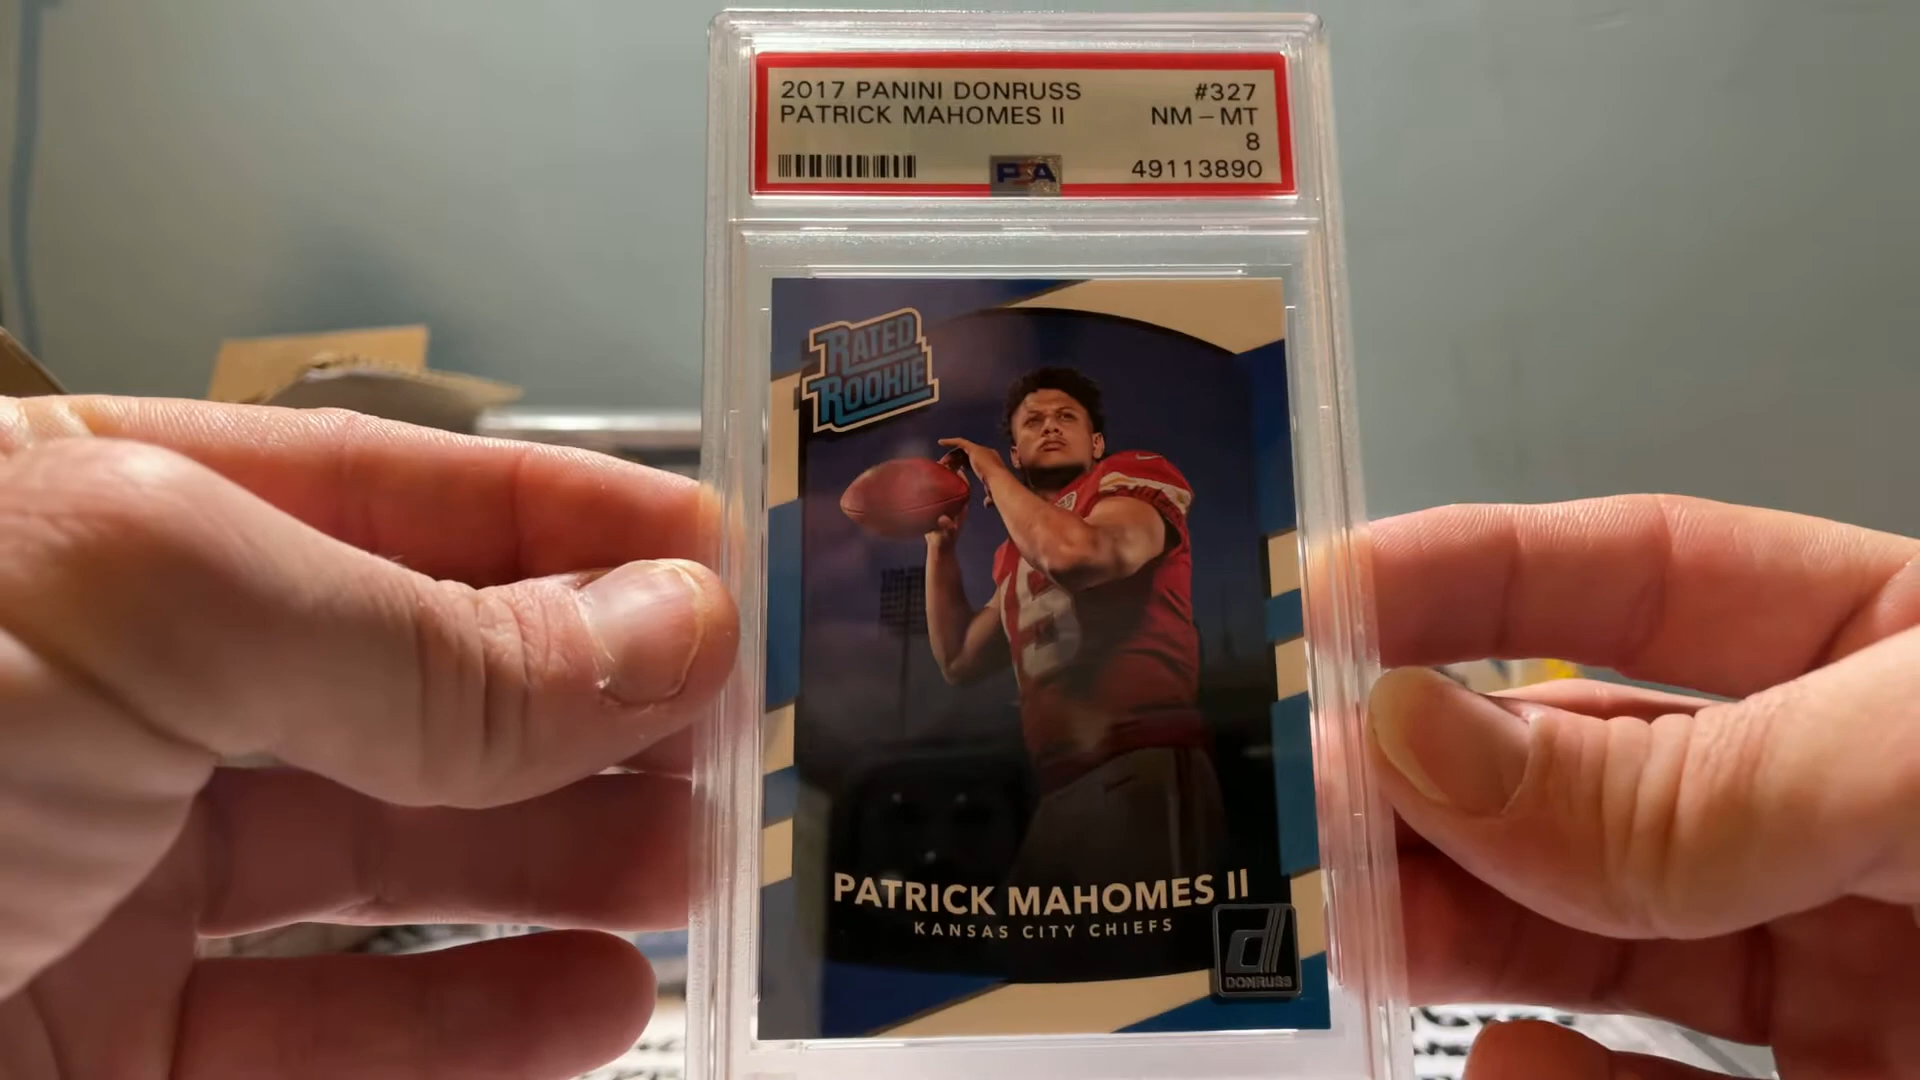 2017 PANINI DONRUSS #327
PATRICK MAHOMES II NM - MT
8
PSA 49113890
RATED
ROOKIE
15
PATRICK MAHOMES II
KANSAS CITY CHIEFS
d
DONRUSS